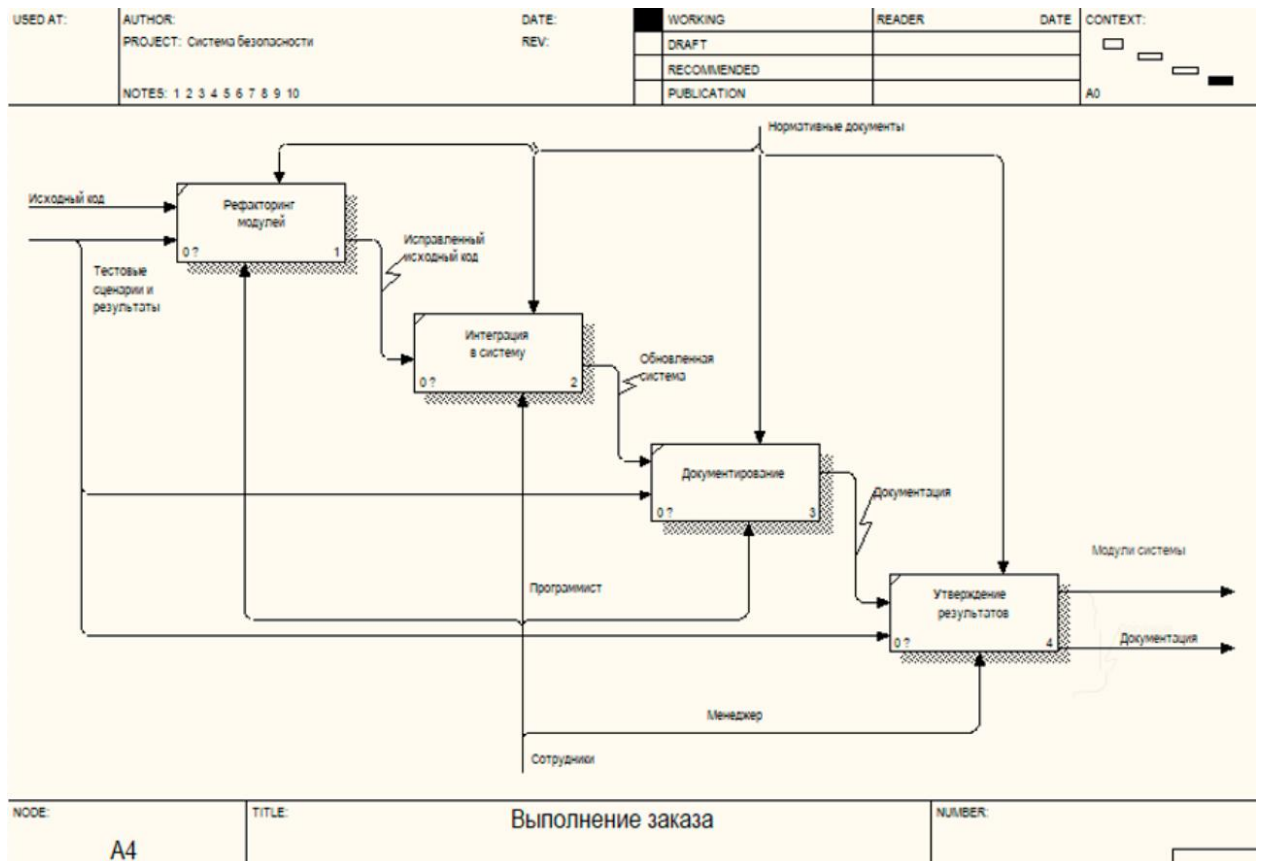 USED AT:
AUTHOR:
DATE:
PROJECT: Система безопасности
REV:
NOTES: 1 2 3 4 5 6 7 8 9 10
WORKING
DRAFT
RECOMMENDED
PUBLICATION
READER
DATE
CONTEXT:
A0
Нормативные документы
Исходный код
Рефакторинг
модулей
0 ?
1
Тестовые
сценарии и
результаты
Исправленный
исходный код
Интеграция
в систему
0 ?
2
Обновленная
система
Документирование
0 ?
3
Документация
Программист
Модули системы
Утверждение
результатов
0 ?
4
Документация
Менеджер
Сотрудники
NODE:
A4
TITLE:
Выполнение заказа
NUMBER: